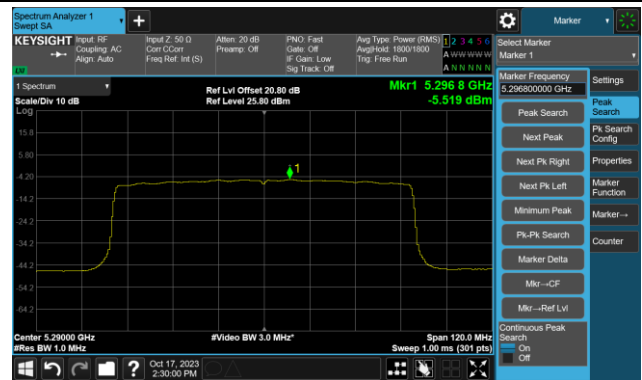 Spectrum Analyzer 1
Swept SA
+
Marker
KEYSIGHT
Input: RF
Coupling: AC
Align: Auto
Input Z: 50 Ω
Corr CCorr
Freq Ref: Int (S)
Atten: 20 dB
Preamp: Off
PNO: Fast
Gate: Off
IF Gain: Low
Sig Track: Off
Avg Type: Power (RMS)
Avg|Hold: 1800/1800
Trig: Free Run
1 2 3 4 5 6
A W W W W W
A N N N N N
Select Marker
Marker 1
1 Spectrum
Scale/Div 10 dB
Log
Ref Lvl Offset 20.80 dB
Ref Level 25.80 dBm
Mkr1 5.296 8 GHz
-5.519 dBm
15.8
5.80
-4.20
-14.2
-24.2
-34.2
-44.2
-54.2
-64.2
1
Center 5.29000 GHz
#Res BW 1.0 MHz
#Video BW 3.0 MHz*
Span 120.0 MHz
Sweep 1.00 ms (301 pts)
Marker Frequency
5.296800000 GHz
Peak Search
Next Peak
Next Pk Right
Next Pk Left
Minimum Peak
Pk-Pk Search
Marker Delta
Mkr→CF
Mkr→Ref Lvl
Continuous Peak
Search
On
Off
Settings
Peak
Search
Pk Search
Config
Properties
Marker
Function
Marker→
Counter
?
Oct 17, 2023
2:30:00 PM